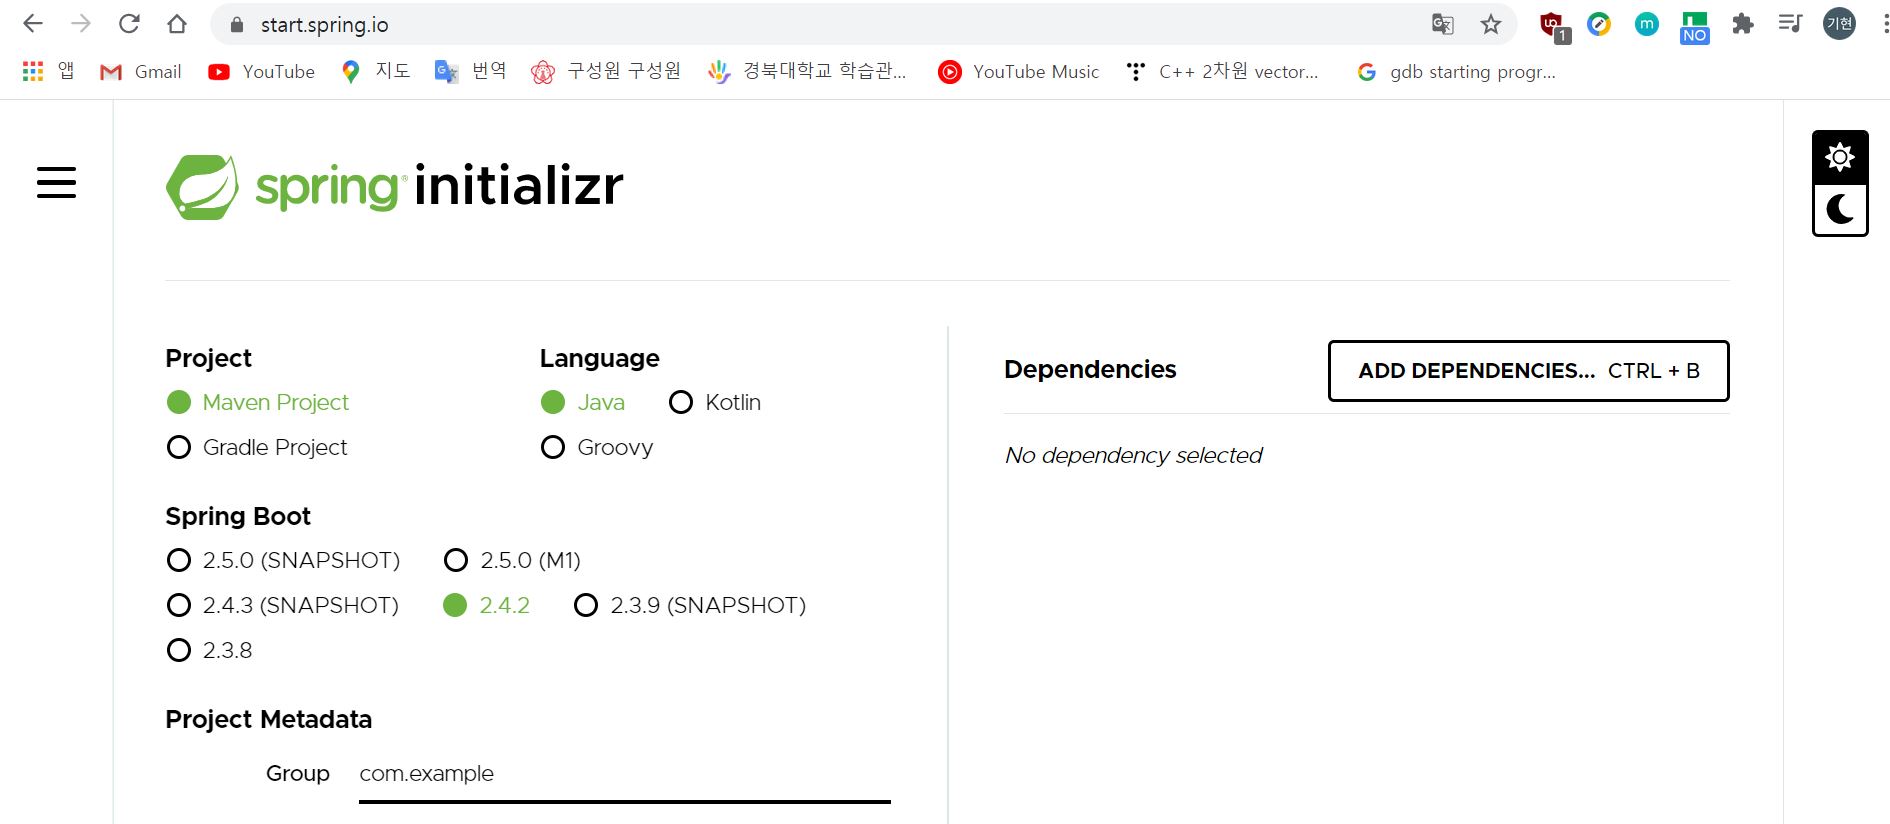 start.spring.io
1
m
NO
기현
앱 Gmail YouTube 지도 번역 구성원 구성원 경북대학교 학습관... YouTube Music C++ 2차원 vector... gdb starting progr...
spring® initializr
Project
Maven Project
Gradle Project
Language
Java Kotlin
Groovy
Spring Boot
2.5.0 (SNAPSHOT) 2.5.0 (M1)
2.4.3 (SNAPSHOT) 2.4.2 2.3.9 (SNAPSHOT)
2.3.8
Project Metadata
Group com.example
Dependencies
ADD DEPENDENCIES... CTRL + B
No dependency selected